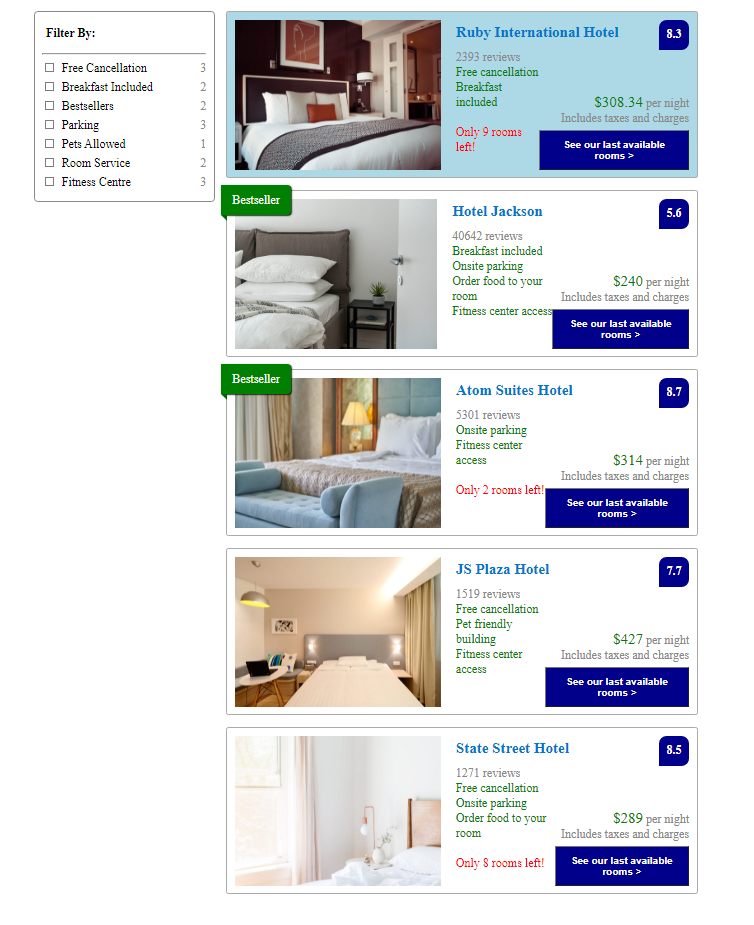 Filter By:
Free Cancellation 3
Breakfast Included 2
Bestsellers 2
Parking 3
Pets Allowed 1
Room Service 2
Fitness Centre 3
Ruby International Hotel
8.3
2393 reviews
Free cancellation
Breakfast
included
Only 9 rooms
left!
$308.34 per night
Includes taxes and charges
See our last available
rooms >
Bestseller
Hotel Jackson
5.6
40642 reviews
Breakfast included
Onsite parking
Order food to your
room
Fitness center access
$240 per night
Includes taxes and charges
See our last available
rooms >
Bestseller
Atom Suites Hotel
8.7
5301 reviews
Onsite parking
Fitness center
access
Only 2 rooms left!
$314 per night
Includes taxes and charges
See our last available
rooms >
JS Plaza Hotel
7.7
1519 reviews
Free cancellation
Pet friendly
building
Fitness center
access
$427 per night
Includes taxes and charges
See our last available
rooms >
State Street Hotel
8.5
1271 reviews
Free cancellation
Onsite parking
Order food to your
room
Only 8 rooms left!
$289 per night
Includes taxes and charges
See our last available
rooms >